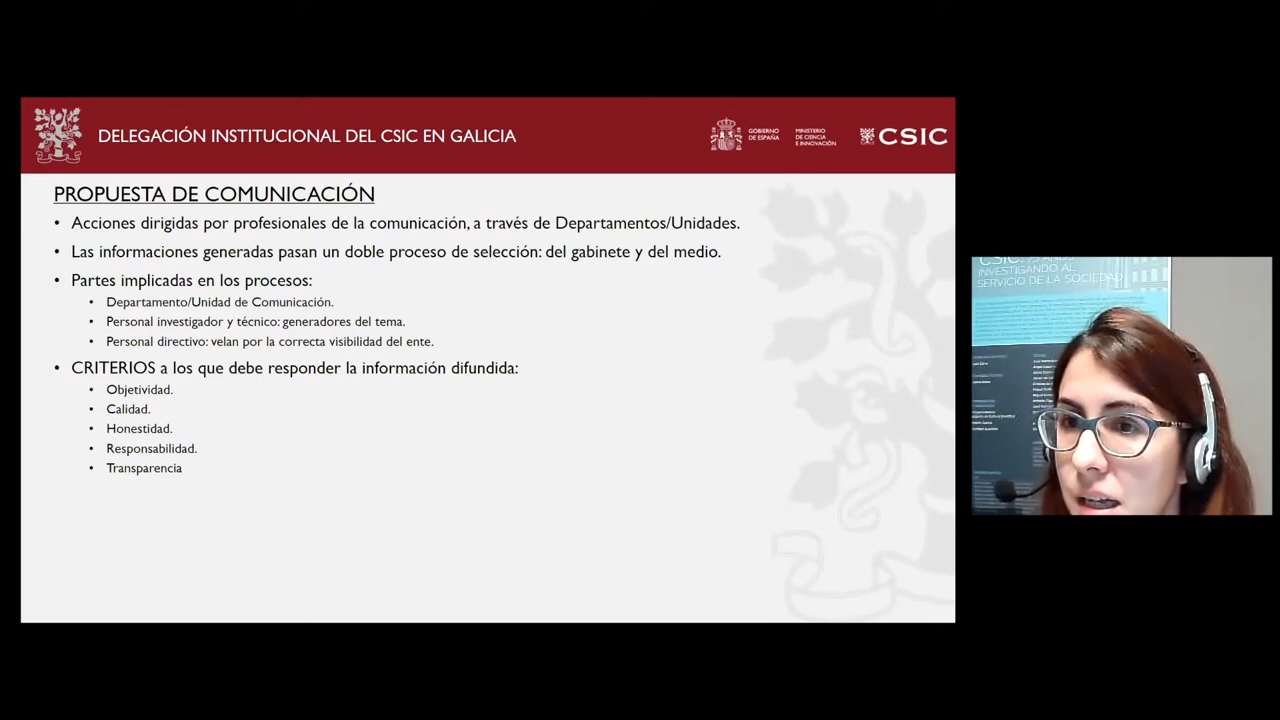 DELEGACIÓN INSTITUCIONAL DEL CSIC EN GALICIA
GOBIERNO
DE ESPAÑA
MINISTERIO
DE CIENCIA
E INNOVACIÓN
CSIC
PROPUESTA DE COMUNICACIÓN
• Acciones dirigidas por profesionales de la comunicación, a través de Departamentos/Unidades.
• Las informaciones generadas pasan un doble proceso de selección: del gabinete y del medio.
• Partes implicadas en los procesos:
• Departamento/Unidad de Comunicación.
• Personal investigador y técnico: generadores del tema.
• Personal directivo: velan por la correcta visibilidad del ente.
• CRITERIOS a los que debe responder la información difundida:
• Objetividad.
• Calidad.
• Honestidad.
• Responsabilidad.
• Transparencia
INVESTIGANDO AL
SERVICIO DE LA SOCIEDAD